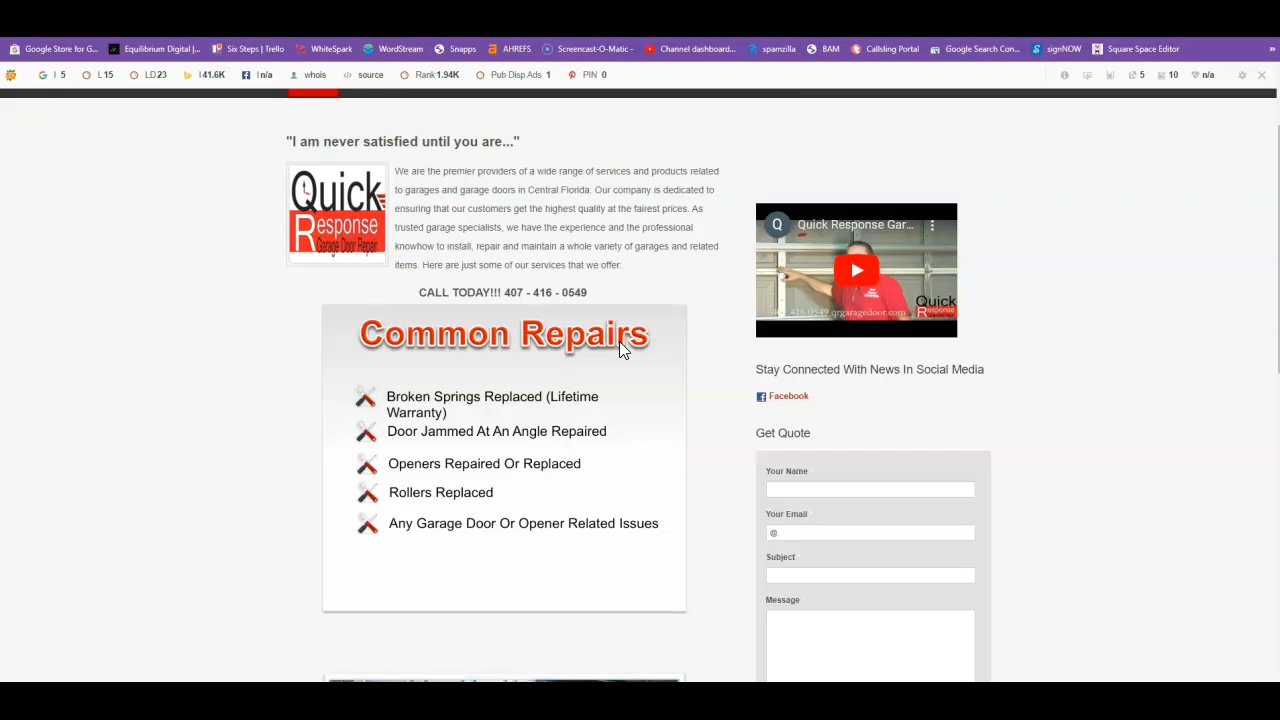 Google Store for G...
Equilibrium Digital |...
Six Steps | Trello
WhiteSpark
WordStream
Snapps
AHREFS
Screencast-O-Matic -
Channel dashboard...
spamzilla
BAM
Callsling Portal
Google Search Con...
signNOW
Square Space Editor
»
I 5
L 15
LD 23
I 41.6K
I n/a
whois
source
Rank 1.94K
Pub Disp Ads 1
PIN 0
5
10
n/a
"I am never satisfied until you are..."
Quick
Response
Garage Door Repair
We are the premier providers of a wide range of services and products related
to garages and garage doors in Central Florida. Our company is dedicated to
ensuring that our customers get the highest quality at the fairest prices. As
trusted garage specialists, we have the experience and the professional
knowhow to install, repair and maintain a whole variety of garages and related
items. Here are just some of our services that we offer:
CALL TODAY!!! 407 - 416 - 0549
Common Repairs
Broken Springs Replaced (Lifetime
Warranty)
Door Jammed At An Angle Repaired
Openers Repaired Or Replaced
Rollers Replaced
Any Garage Door Or Opener Related Issues
Q
Quick Response Gar...
Quick
Response
416.0549 qrgaragedoor.com
Stay Connected With News In Social Media
Facebook
Get Quote
Your Name
Your Email
@
Subject
Message